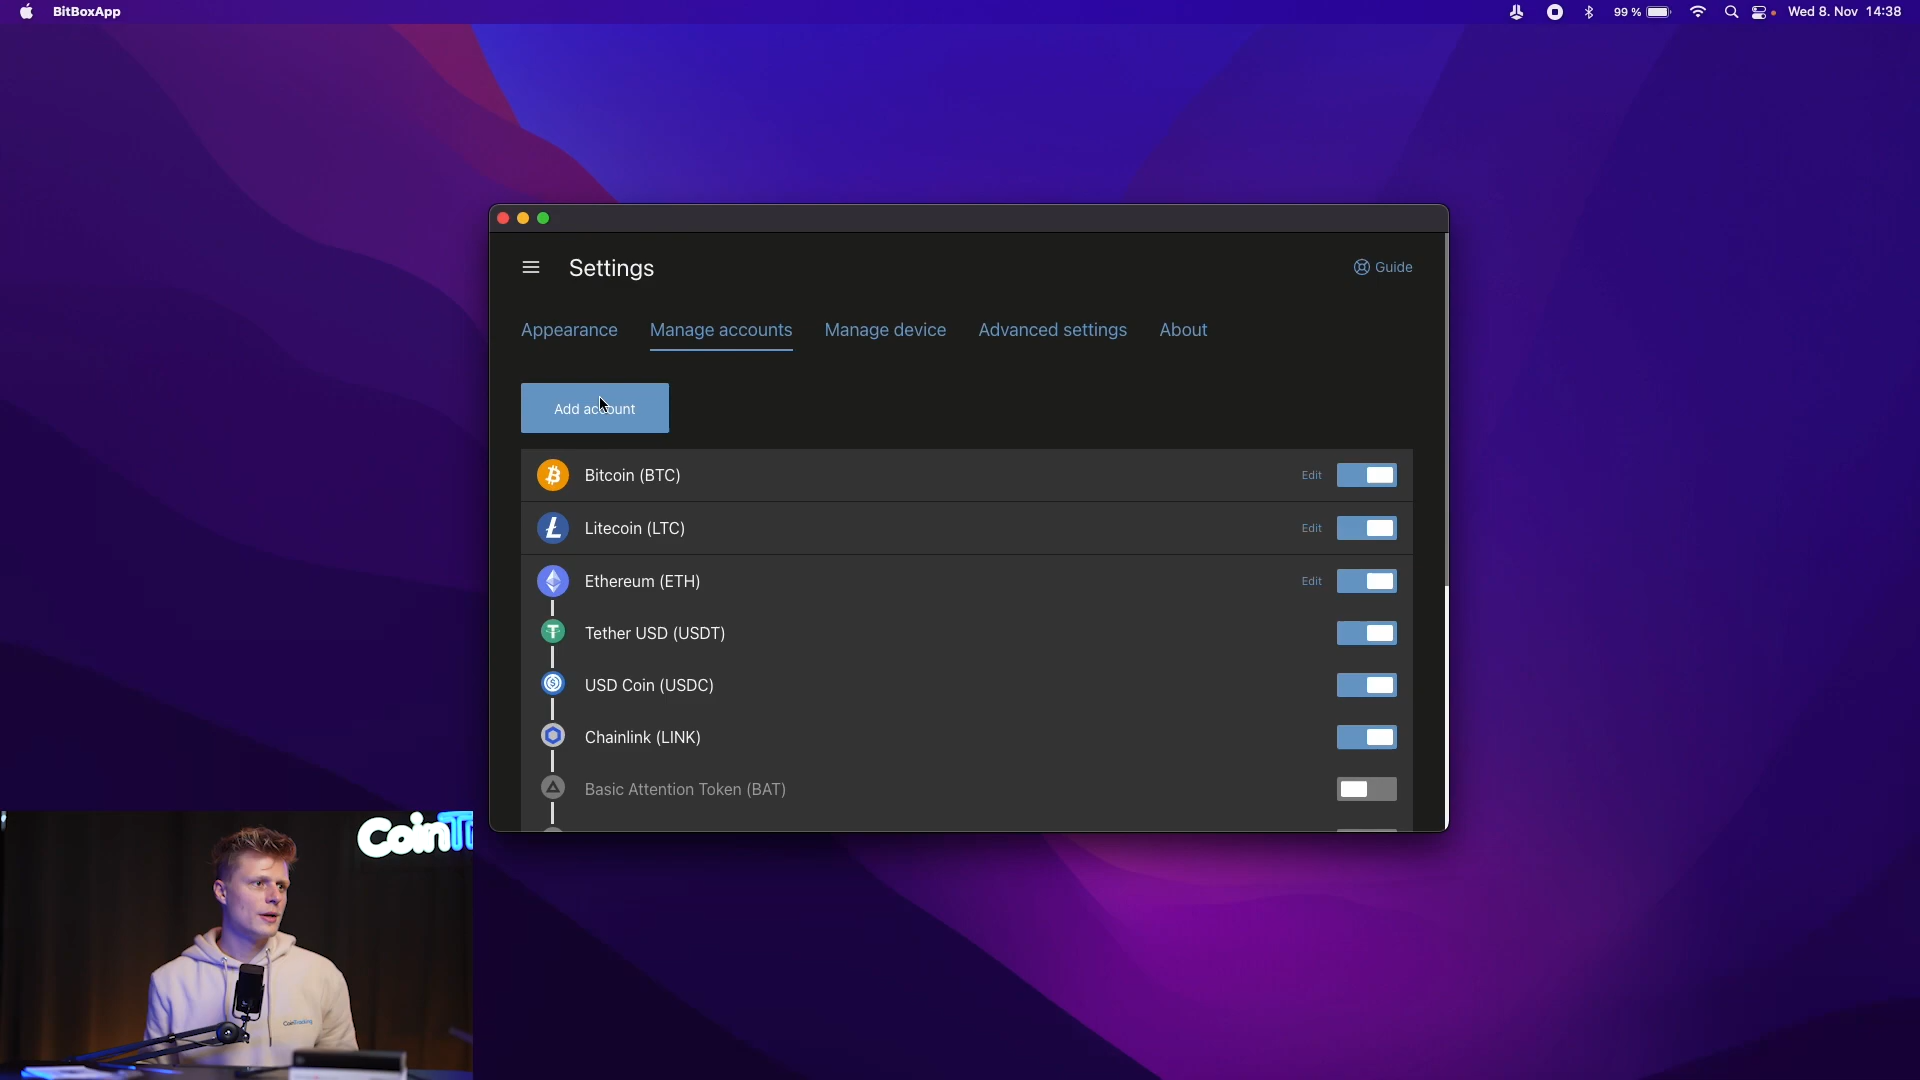 BitBoxApp
99 %
Wed 8. Nov 14:38
Settings
Guide
Appearance
Manage accounts
Manage device
Advanced settings
About
Add account
Bitcoin (BTC)
Edit
Litecoin (LTC)
Edit
Ethereum (ETH)
Edit
Tether USD (USDT)
USD Coin (USDC)
Chainlink (LINK)
Basic Attention Token (BAT)
CoinTr
CoinTracking